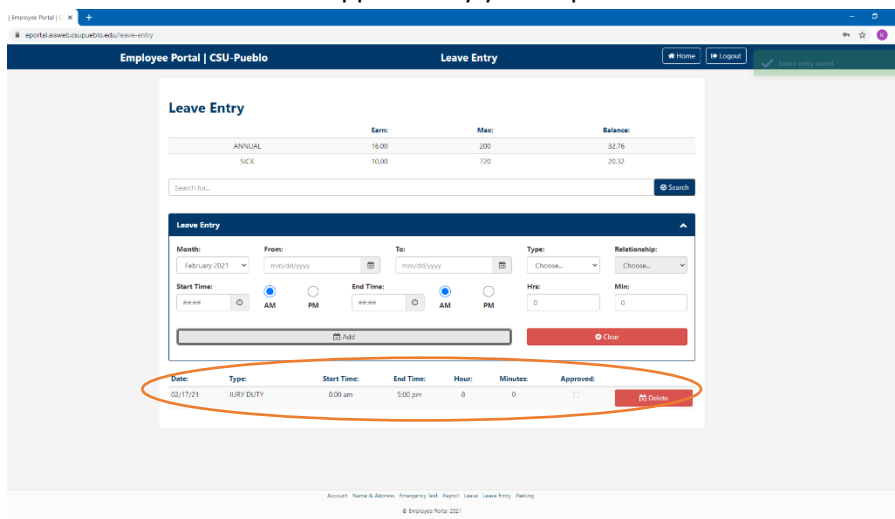 | Employee Portal | C
eportal.aisweb.csupueblo.edu/leave-entry
K
Employee Portal | CSU-Pueblo Leave Entry Home Logout
Leave entry saved
Leave Entry
Earn: Max: Balance:
ANNUAL 16.00 200 32.76
SICK 10.00 720 20.32
Search for... Search
Leave Entry
Month: From: To: Type: Relationship:
February 2021 mm/dd/yyyy mm/dd/yyyy Choose... Choose...
Start Time: End Time: Hrs: Min:
##:## AM PM ##:## AM PM 0 0
Add Clear
Date: Type: Start Time: End Time: Hour: Minutes: Approved:
02/17/21 JURY DUTY 8:00 am 5:00 pm 8 0 Delete
Account Name & Address Emergency Text Payroll Leave Leave Entry Parking
© Employee Portal 2021